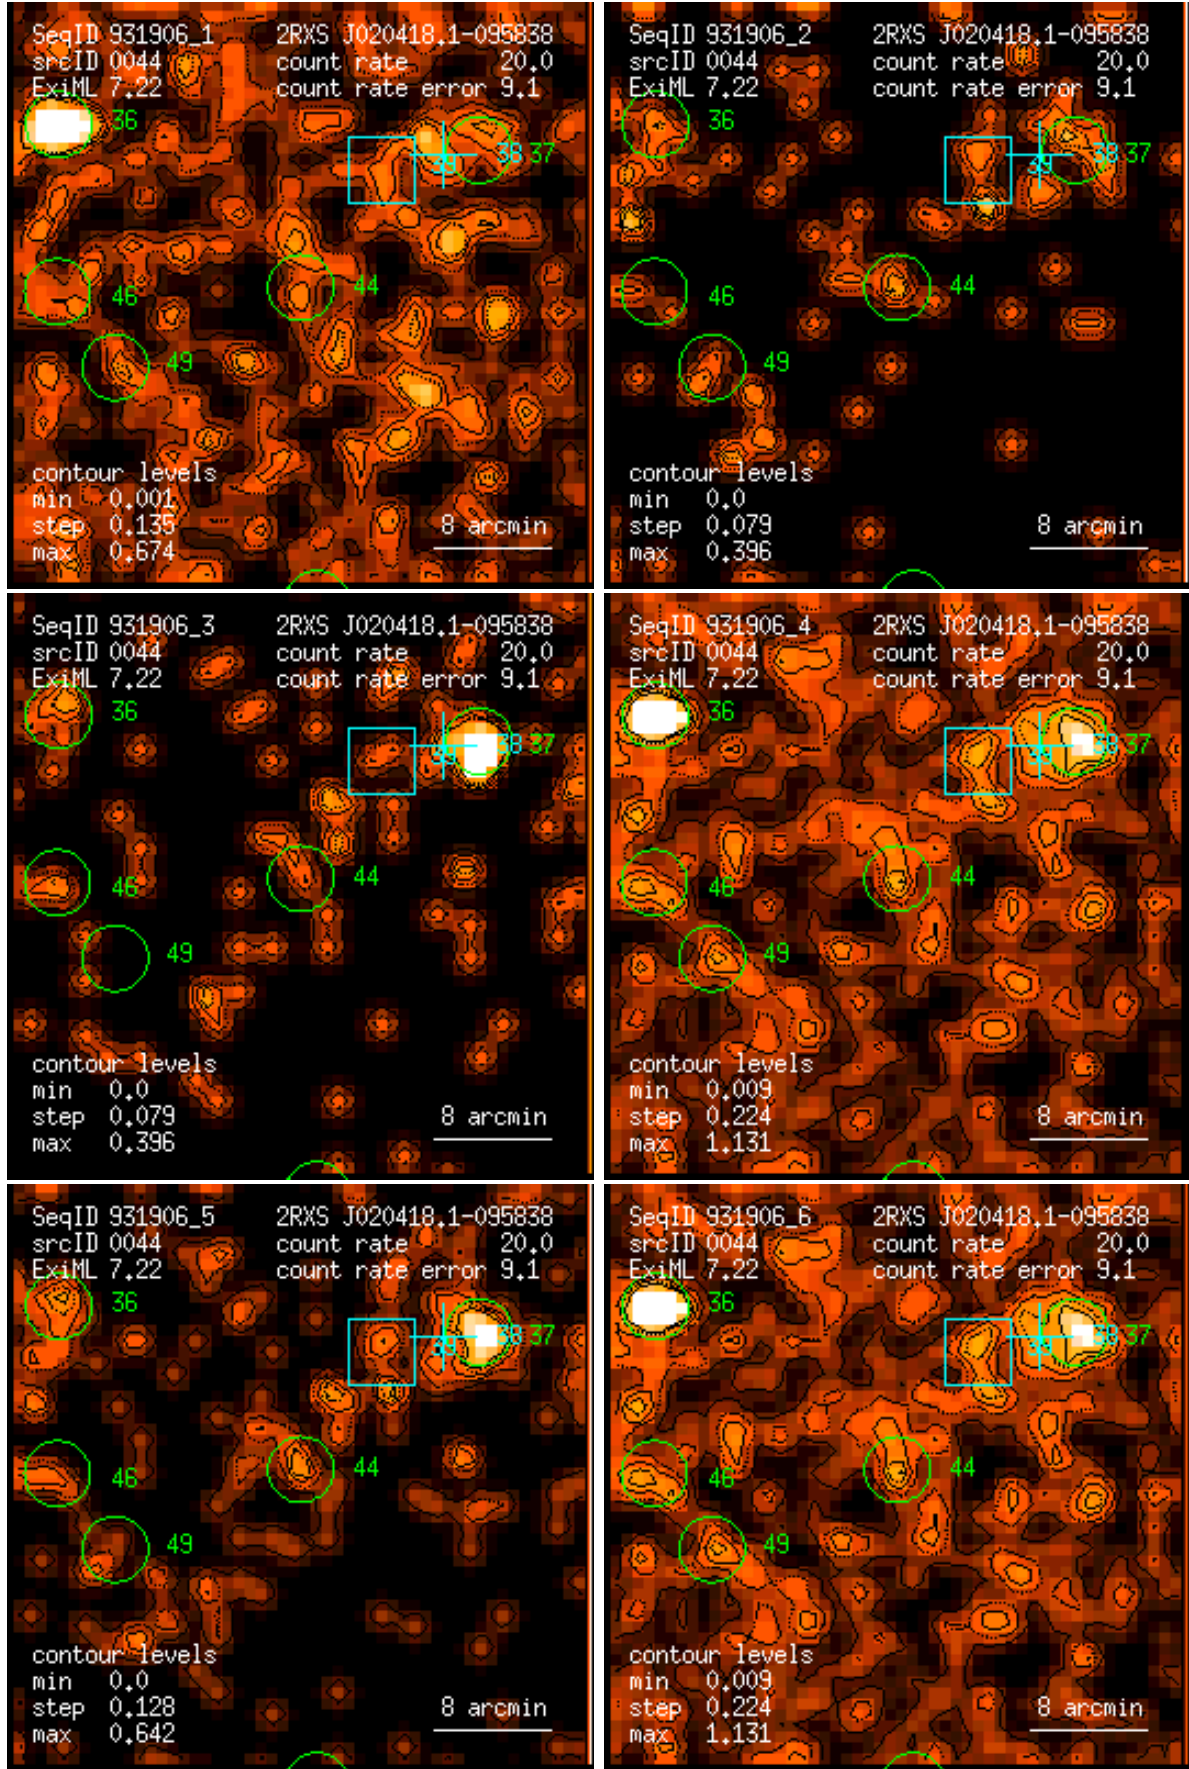 SeqID 931906_1 2RXS J020418.1-095838
srcID 0044 count rate 20.0
ExiML 7.22 count rate error 9.1
36
38 37
39
46
44
49
contour levels
min 0.001
step 0.135
max 0.674
8 arcmin
SeqID 931906_2 2RXS J020418.1-095838
srcID 0044 count rate 20.0
ExiML 7.22 count rate error 9.1
36
38 37
39
46
44
49
contour levels
min 0.0
step 0.079
max 0.396
8 arcmin
SeqID 931906_3 2RXS J020418.1-095838
srcID 0044 count rate 20.0
ExiML 7.22 count rate error 9.1
36
38 37
39
46
44
49
contour levels
min 0.0
step 0.079
max 0.396
8 arcmin
SeqID 931906_4 2RXS J020418.1-095838
srcID 0044 count rate 20.0
ExiML 7.22 count rate error 9.1
36
38 37
39
46
44
49
contour levels
min 0.009
step 0.224
max 1.131
8 arcmin
SeqID 931906_5 2RXS J020418.1-095838
srcID 0044 count rate 20.0
ExiML 7.22 count rate error 9.1
36
38 37
39
46
44
49
contour levels
min 0.0
step 0.128
max 0.642
8 arcmin
SeqID 931906_6 2RXS J020418.1-095838
srcID 0044 count rate 20.0
ExiML 7.22 count rate error 9.1
36
38 37
39
46
44
49
contour levels
min 0.009
step 0.224
max 1.131
8 arcmin